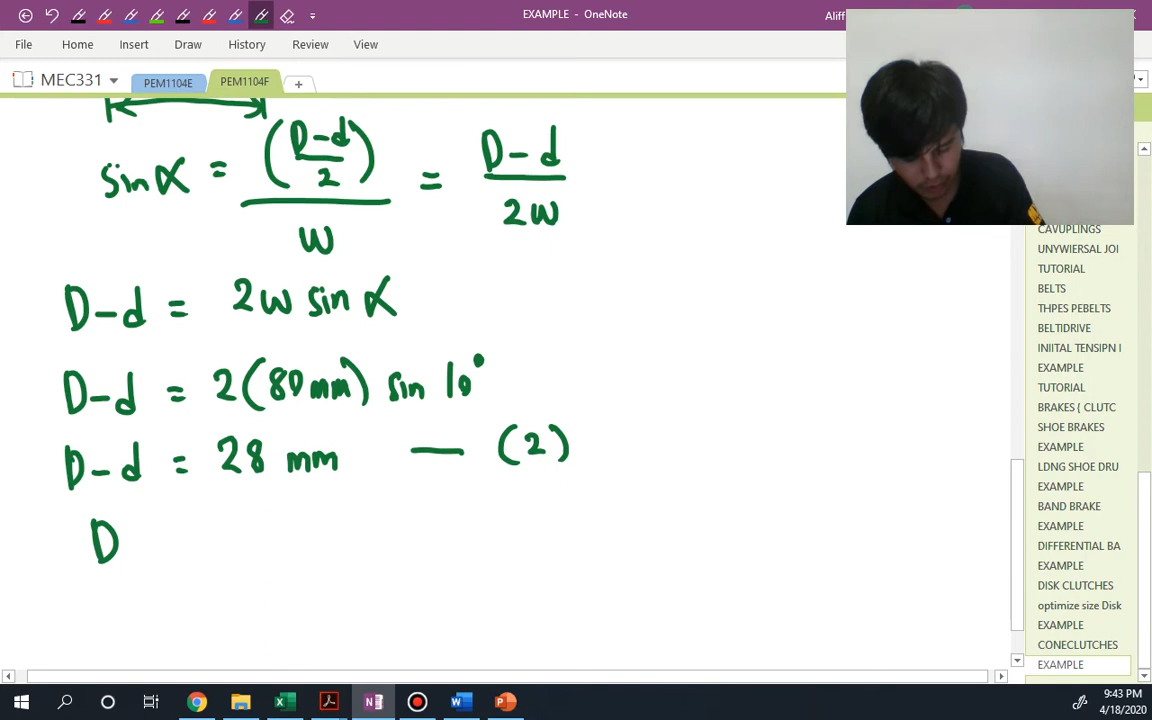 EXAMPLE - OneNote
Aliff
File Home Insert Draw History Review View
MEC331 PEM1104E PEM1104F +
sin α = (D-d/2)/W = D-d/2W
D-d = 2W sin α
D-d = 2(80mm) sin 10°
D-d = 28 mm — (2)
D
CAVUPLINGS
UNYWIERSAL JOI
TUTORIAL
BELTS
THPES PEBELTS
BELTIDRIVE
INIITAL TENSIPN I
EXAMPLE
TUTORIAL
BRAKES { CLUTC
SHOE BRAKES
EXAMPLE
LDNG SHOE DRU
EXAMPLE
BAND BRAKE
EXAMPLE
DIFFERENTIAL BA
EXAMPLE
DISK CLUTCHES
optimize size Disk
EXAMPLE
CONECLUTCHES
EXAMPLE
9:43 PM
4/18/2020